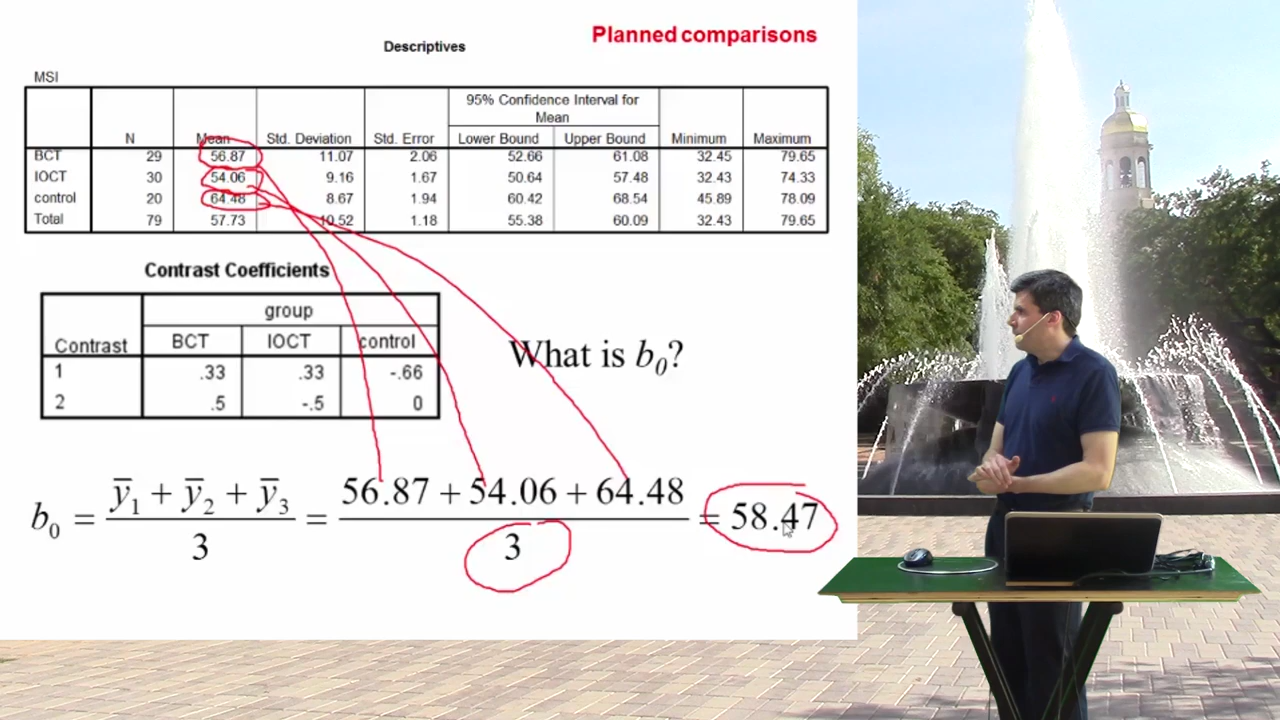 Planned comparisons
Descriptives
MSI
95% Confidence Interval for
Mean
N Mean Std. Deviation Std. Error Lower Bound Upper Bound Minimum Maximum
BCT 29 56.87 11.07 2.06 52.66 61.08 32.45 79.65
IOCT 30 54.06 9.16 1.67 50.64 57.48 32.43 74.33
control 20 64.48 8.67 1.94 60.42 68.54 45.89 78.09
Total 79 57.73 10.52 1.18 55.38 60.09 32.43 79.65
Contrast Coefficients
group
Contrast BCT IOCT control
1 .33 .33 -.66
2 .5 -.5 0
What is b₀?
b₀ = (ȳ₁ + ȳ₂ + ȳ₃)/3 = (56.87 + 54.06 + 64.48)/3 = 58.47